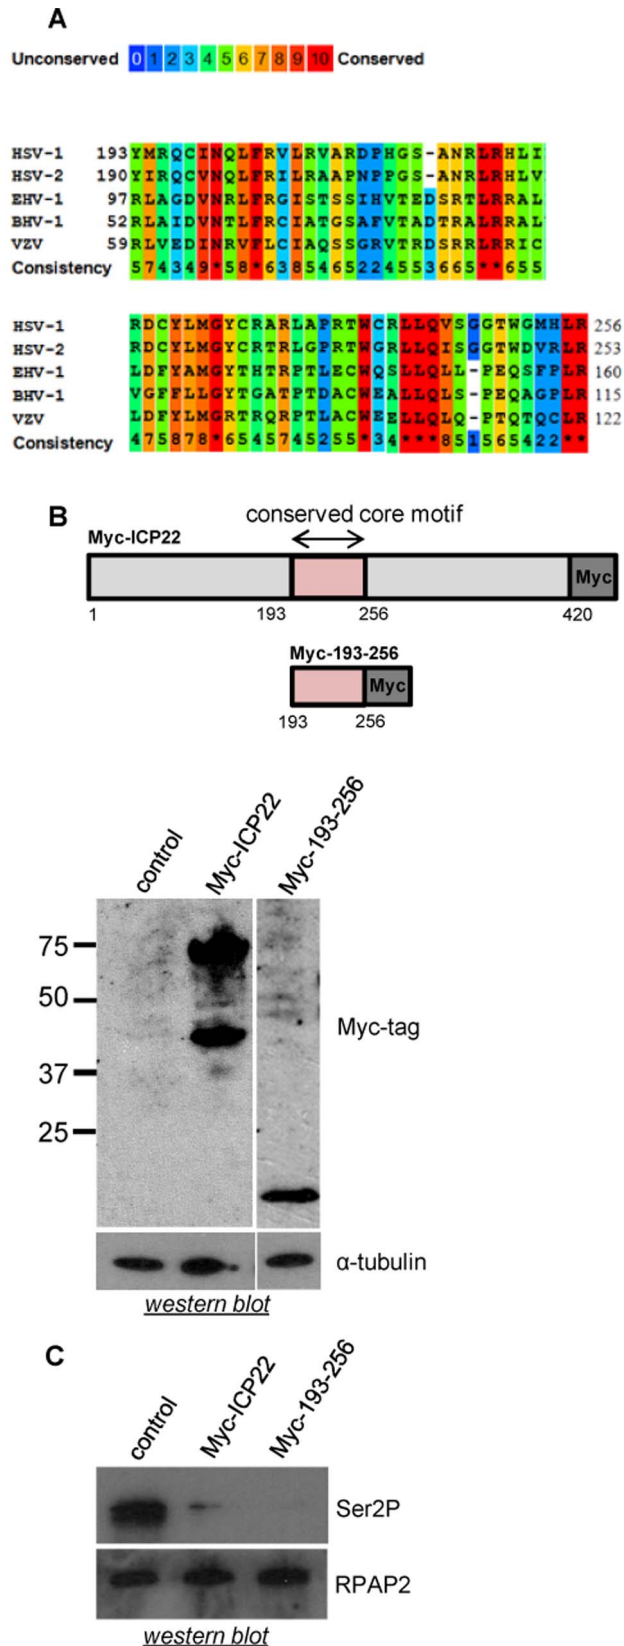 A
Unconserved 0 1 2 3 4 5 6 7 8 9 10 Conserved
HSV-1 193 YMRQCINQLFRVLRVARDPHGS-ANRLRHLI
HSV-2 190 YIRQCVNQLFRILRAAPNPPGS-ANRLRHLI
EHV-1 97 RLAGDVNRLFRGISTSSIHVTEDSRTLRRAL
BHV-1 52 RLAIDVNTLFRCIATGSAFVTADTRALRRAL
VZV 59 RLVEDINRVFLCIAQSSGRVTRDSRRLRRIC
Consistency 574349*58*6385465224553665**655
HSV-1 RDCYLMGYCRARLAPRTWCRLLQVSGGTWGMHLR 256
HSV-2 RDCYLMGYCRTRLGPRTWGRLLQISGGTWDVRLR 253
EHV-1 LDFYAMGYTHTRPTLECWQSLLQLL-PEQSFPLR 160
BHV-1 VGFFLLGYTGATPTDACWEALLQLS-PEQAGPLR 115
VZV LDFYLMGRTRQRPTLACWEELLQLQ-PTQTQCLR 122
Consistency 475878*6545745255*34***851565422**
B
conserved core motif
Myc-ICP22
Myc
1 193 256 420
Myc-193-256
Myc
193 256
control Myc-ICP22 Myc-193-256
75
50
Myc-tag
37
25
α-tubulin
western blot
C
control Myc-ICP22 Myc-193-256
Ser2P
RPAP2
western blot